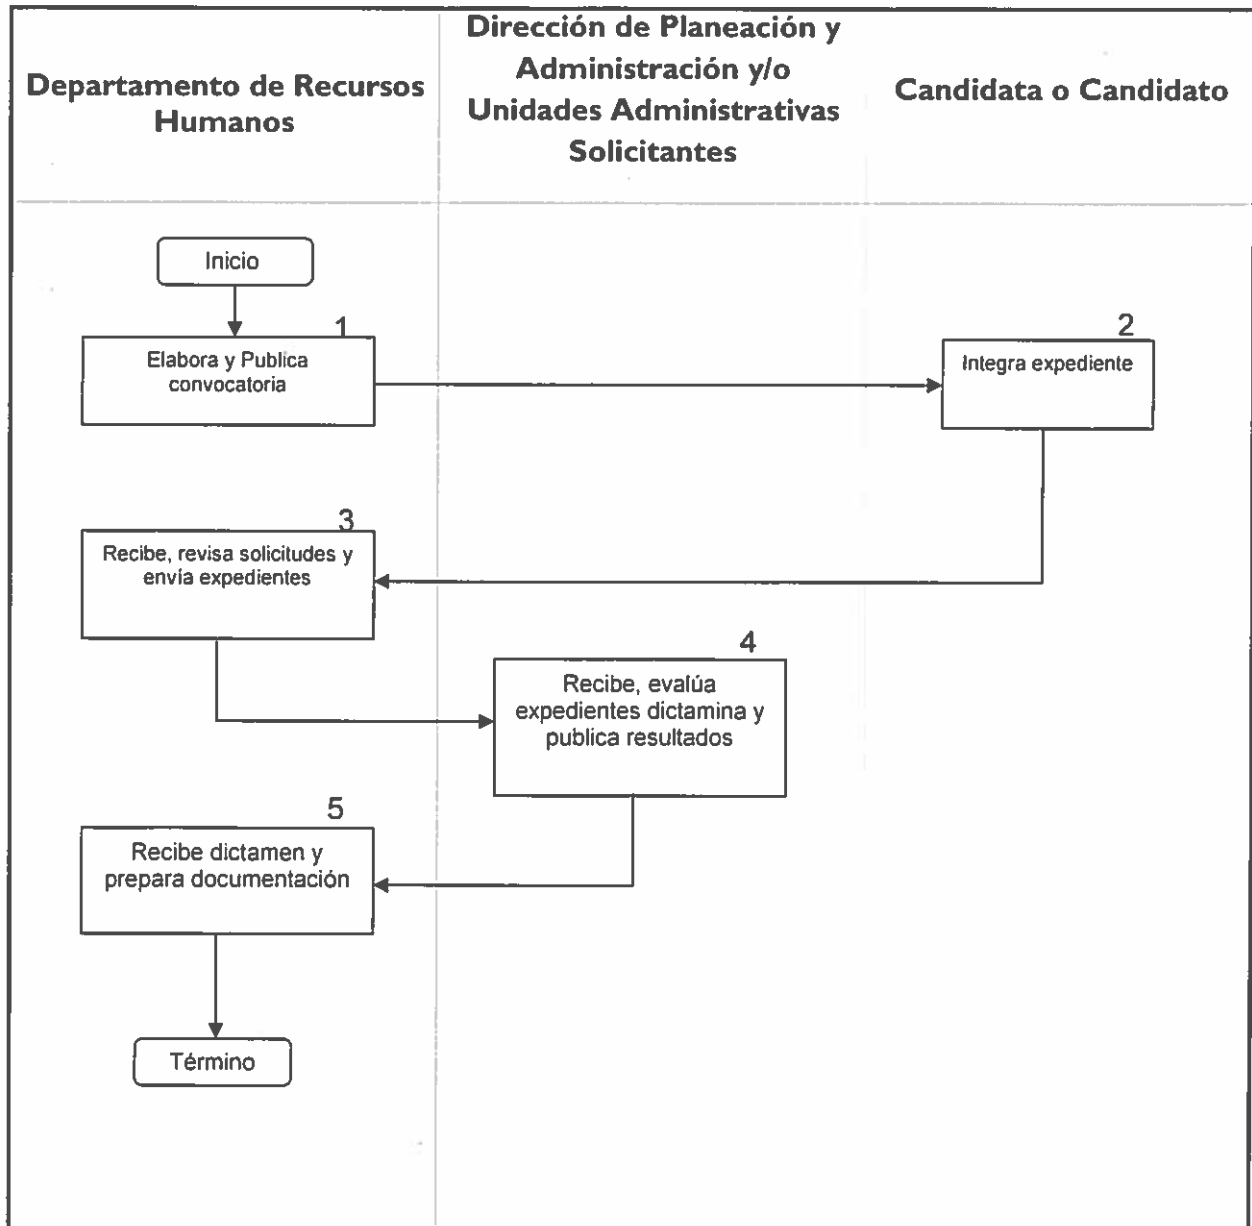 Departamento de Recursos
Humanos
Dirección de Planeación y
Administración y/o
Unidades Administrativas
Solicitantes
Candidata o Candidato
Inicio
1
Elabora y Publica
convocatoria
2
Integra expediente
3
Recibe, revisa solicitudes y
envía expedientes
4
Recibe, evalúa
expedientes dictamina y
publica resultados
5
Recibe dictamen y
prepara documentación
Término